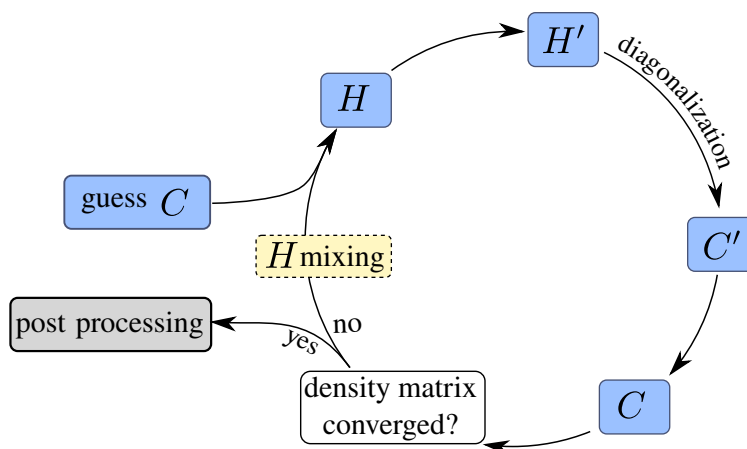 H′
diagonalization
H
guess C
C′
H mixing
post processing
yes
no
density matrix
converged?
C